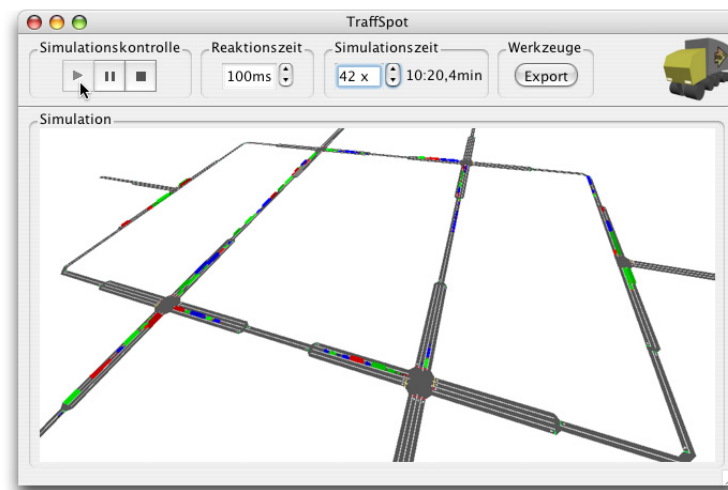 TraffSpot
Simulationskontrolle
Reaktionszeit
Simulationszeit
Werkzeuge
100ms
42 x
10:20,4min
Export
Simulation